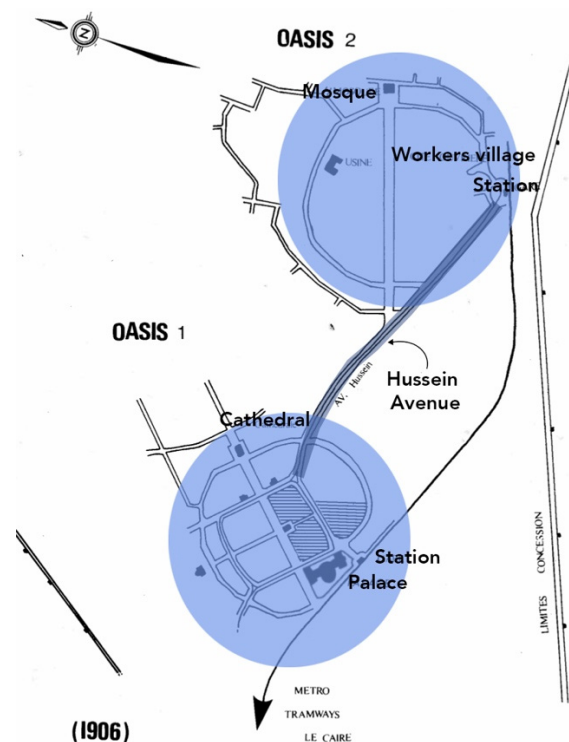 N
OASIS 2
Mosque
USINE
Workers village
Station
OASIS 1
AV. Hussein
Hussein
Avenue
Cathedral
Station
Palace
LIMITES CONCESSION
METRO
TRAMWAYS
LE CAIRE
(1906)